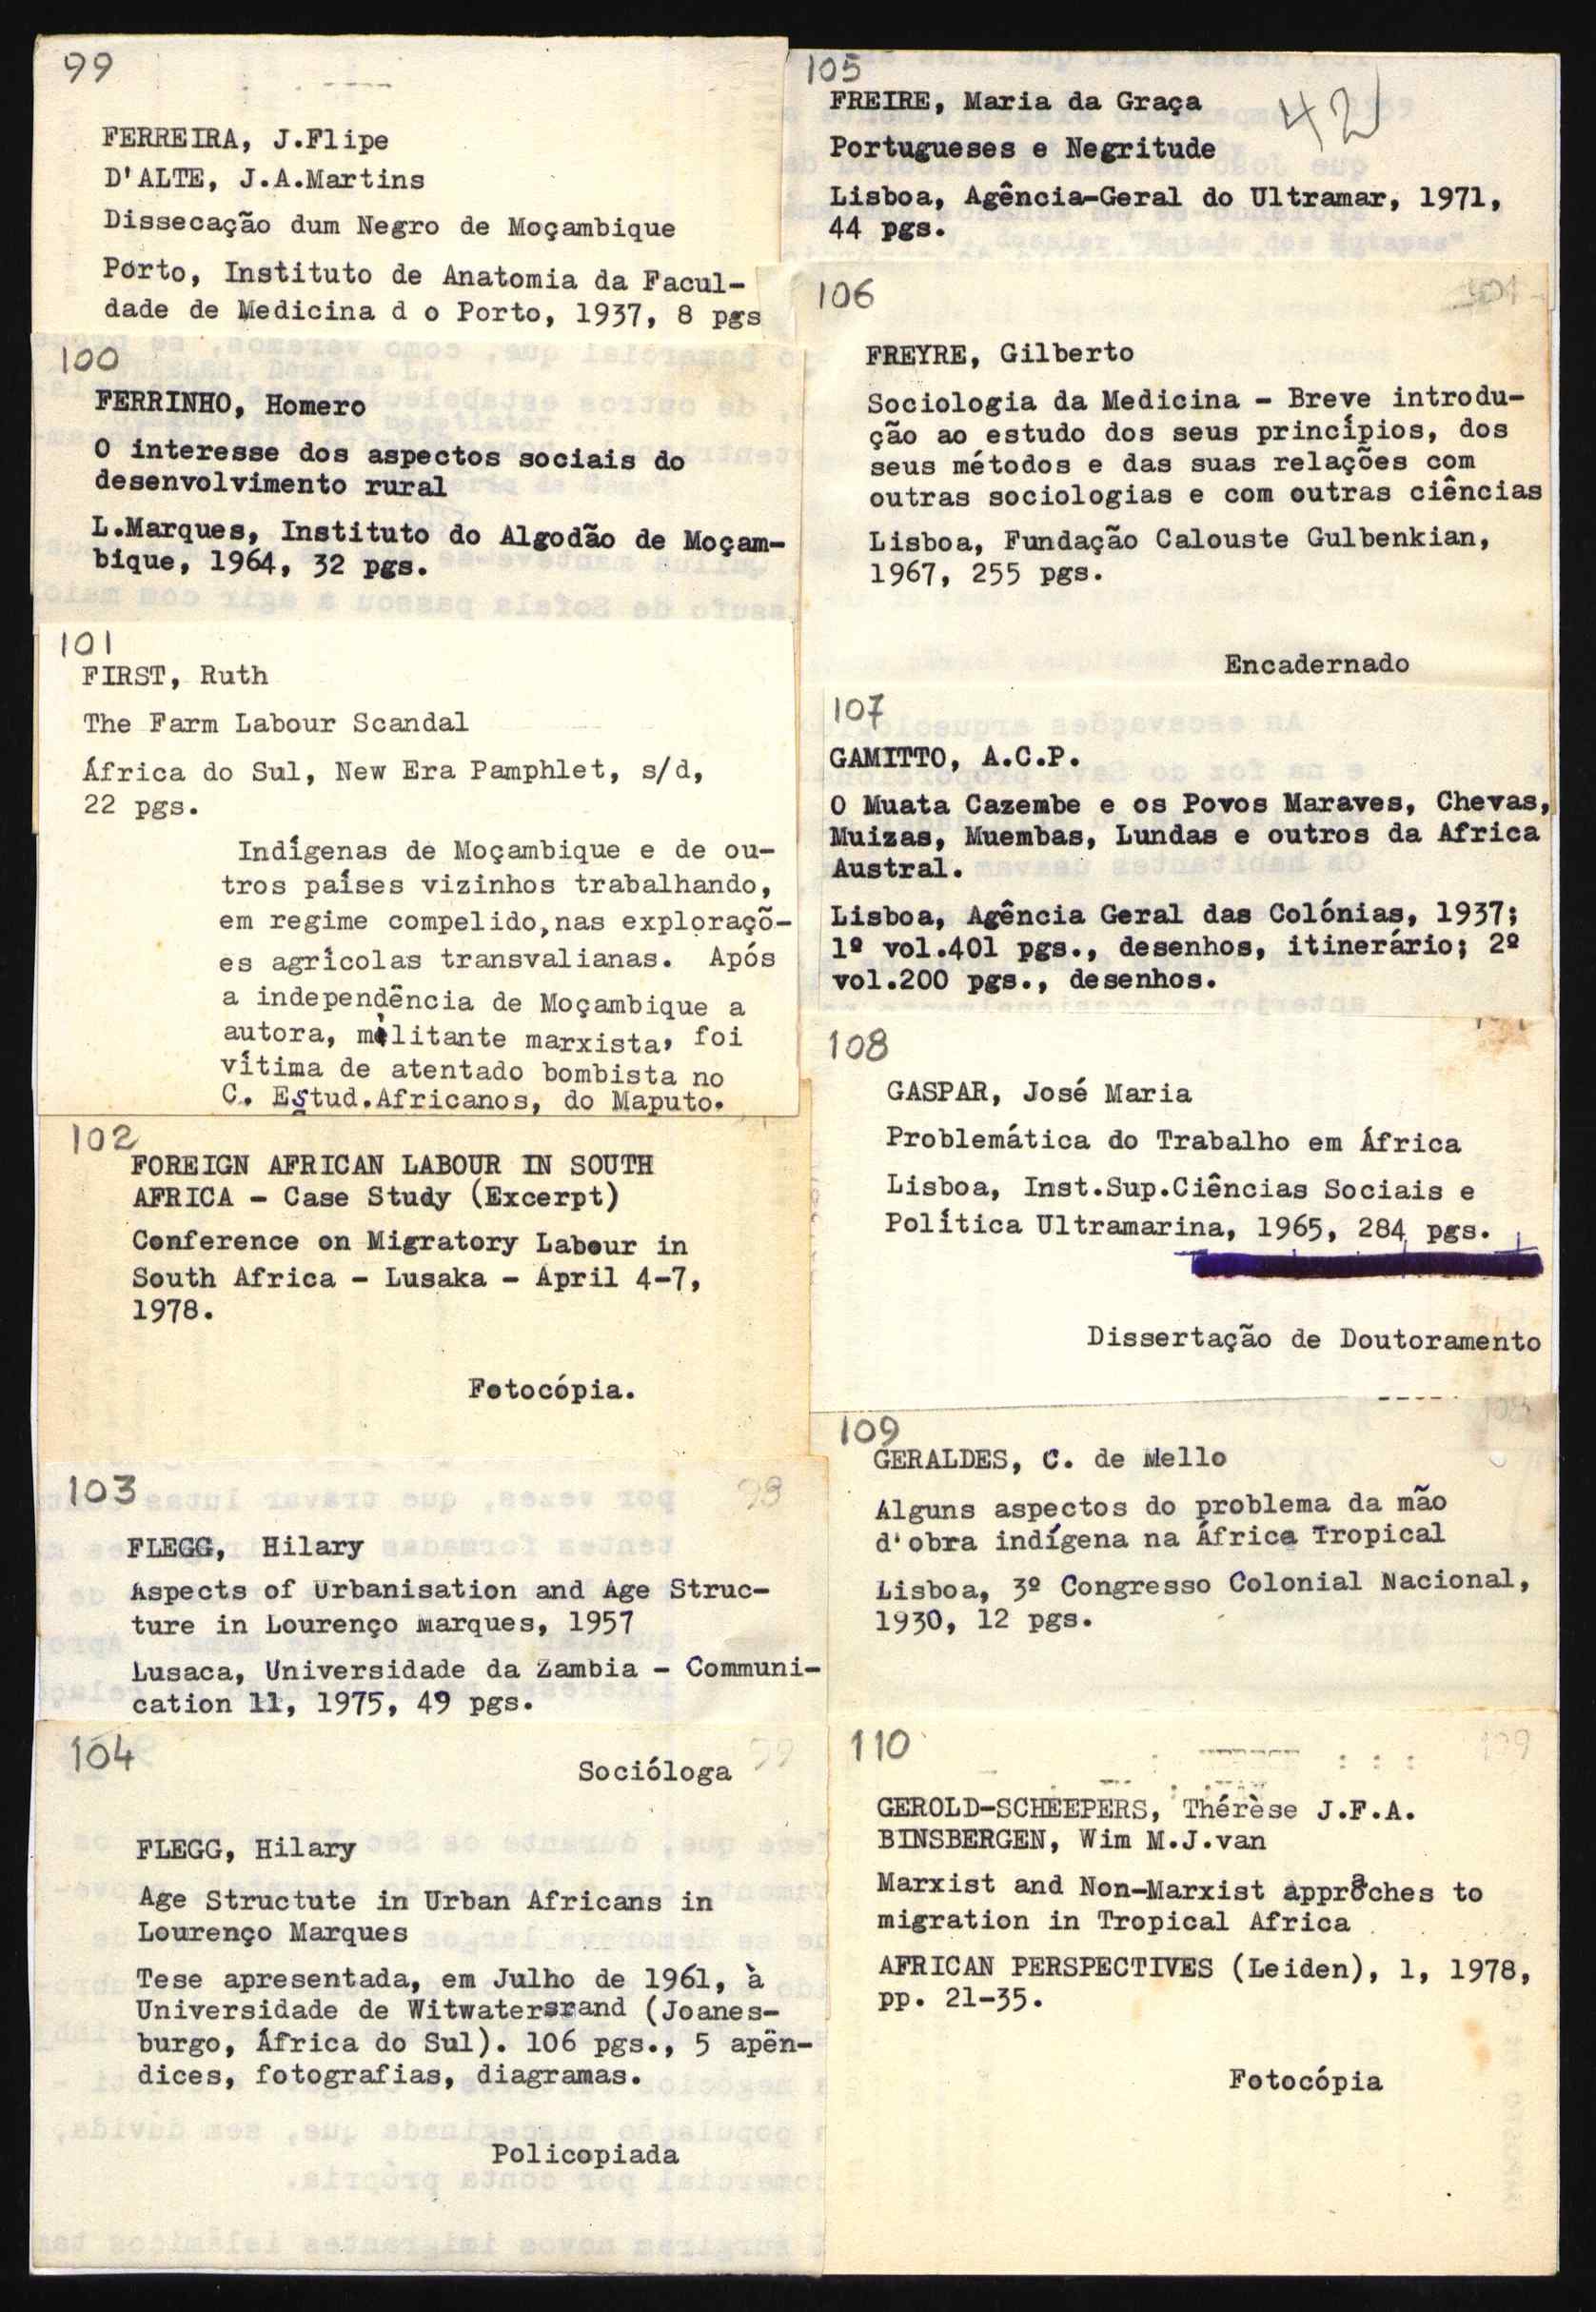 99
FERREIRA, J.Flipe
D'ALTE, J.A.Martins
Dissecação dum Negro de Moçambique
Porto, Instituto de Anatomia da Facul-
dade de Medicina d o Porto, 1937, 8 pgs
100
FERRINHO, Homero
O interesse dos aspectos sociais do
desenvolvimento rural
L.Marques, Instituto do Algodão de Moçam-
bique, 1964, 32 pgs.
101
FIRST, Ruth
The Farm Labour Scandal
África do Sul, New Era Pamphlet, s/d,
22 pgs.
Indígenas de Moçambique e de ou-
tros países vizinhos trabalhando,
em regime compelido,nas exploraçõ-
es agrícolas transvalianas. Após
a independência de Moçambique a
autora, militante marxista, foi
vítima de atentado bombista no
C. Estud.Africanos, do Maputo.
102
FOREIGN AFRICAN LABOUR IN SOUTH
AFRICA - Case Study (Excerpt)
Conference on Migratory Labour in
South Africa - Lusaka - April 4-7,
1978.
Fotocópia.
103
98
FLEGG, Hilary
Aspects of Urbanisation and Age Struc-
ture in Lourenço Marques, 1957
Lusaca, Universidade da Zambia - Communi-
cation 11, 1975, 49 pgs.
104
99
Socióloga
FLEGG, Hilary
Age Structute in Urban Africans in
Lourenço Marques
Tese apresentada, em Julho de 1961, à
Universidade de Witwatersrand (Joanes-
burgo, África do Sul). 106 pgs., 5 apên-
dices, fotografias, diagramas.
Policopiada
105
42
FREIRE, Maria da Graça
Portugueses e Negritude
Lisboa, Agência-Geral do Ultramar, 1971,
44 pgs.
106
101
FREYRE, Gilberto
Sociologia da Medicina - Breve introdu-
ção ao estudo dos seus princípios, dos
seus métodos e das suas relações com
outras sociologias e com outras ciências
Lisboa, Fundação Calouste Gulbenkian,
1967, 255 pgs.
Encadernado
107
GAMITTO, A.C.P.
O Muata Cazembe e os Povos Maraves, Chevas,
Muizas, Muembas, Lundas e outros da Africa
Austral.
Lisboa, Agência Geral das Colónias, 1937;
1º vol.401 pgs., desenhos, itinerário; 2º
vol.200 pgs., desenhos.
108
GASPAR, José Maria
Problemática do Trabalho em África
Lisboa, Inst.Sup.Ciências Sociais e
Política Ultramarina, 1965, 284 pgs.
Dissertação de Doutoramento
109
GERALDES, C. de Mello
Alguns aspectos do problema da mão
d'obra indígena na África Tropical
Lisboa, 3º Congresso Colonial Nacional,
1930, 12 pgs.
110
109
GEROLD-SCHEEPERS, Thérèse J.F.A.
BINSBERGEN, Wim M.J.van
Marxist and Non-Marxist approaches to
migration in Tropical Africa
AFRICAN PERSPECTIVES (Leiden), 1, 1978,
pp. 21-35.
Fotocópia